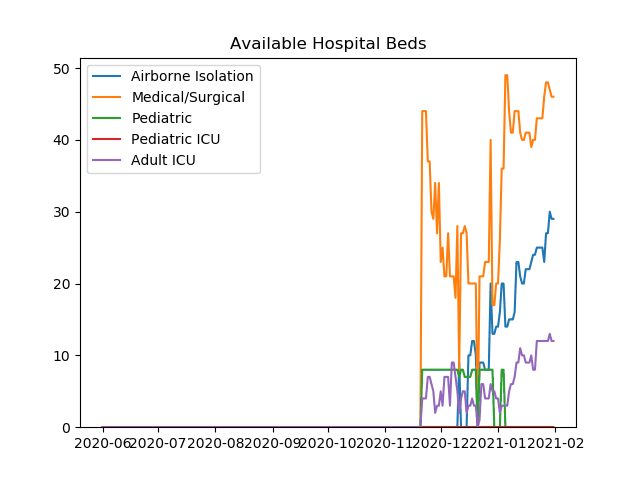 Available Hospital Beds
50
40
30
20
10
0
Airborne Isolation
Medical/Surgical
Pediatric
Pediatric ICU
Adult ICU
2020-06 2020-07 2020-08 2020-09 2020-10 2020-11 2020-12 2021-01 2021-02